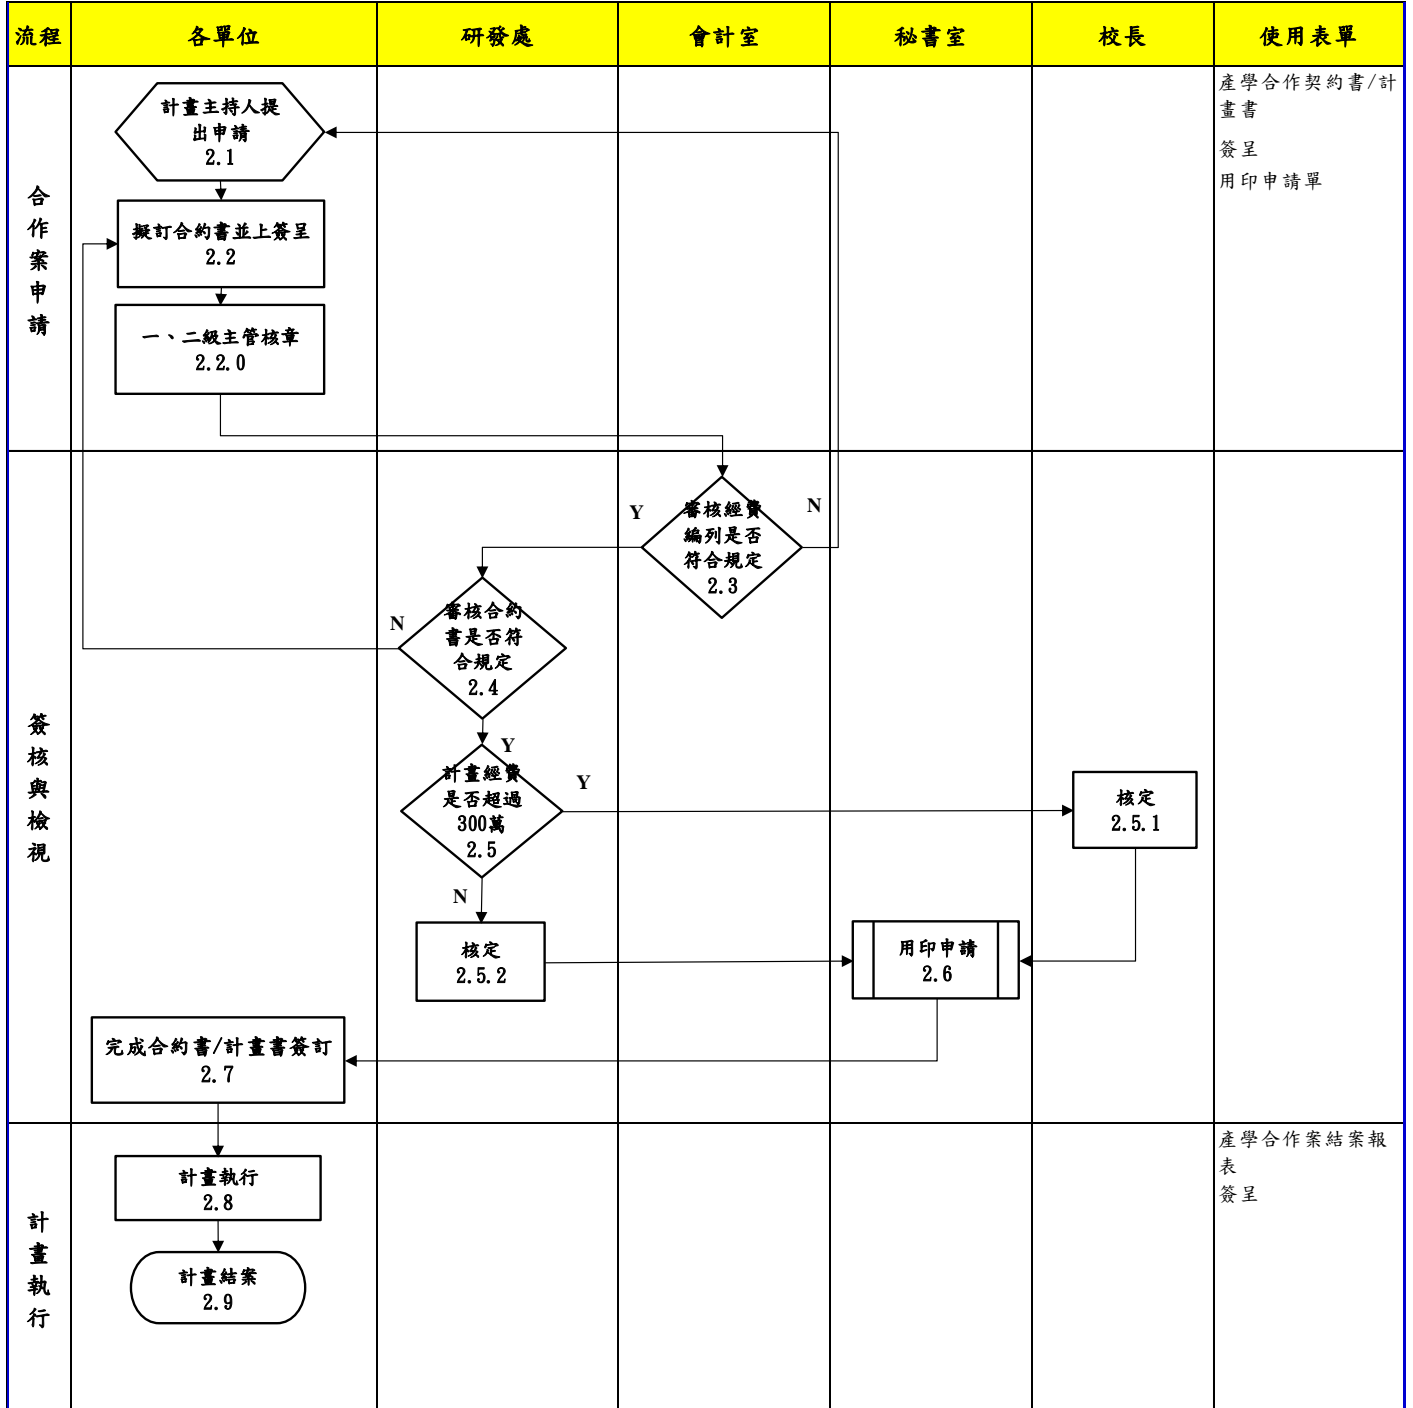 流程 各單位 研發處 會計室 秘書室 校長 使用表單
合作案申請
計畫主持人提
出申請
2.1
擬訂合約書並上簽呈
2.2
一、二級主管核章
2.2.0
產學合作契約書/計
畫書
簽呈
用印申請單
簽核與檢視
Y
審核經費
編列是否
符合規定
2.3
N
N
審核合約
書是否符
合規定
2.4
Y
計畫經費
是否超過
300萬
2.5
Y
核定
2.5.1
N
核定
2.5.2
用印申請
2.6
完成合約書/計畫書簽訂
2.7
計畫執行
計畫執行
2.8
計畫結案
2.9
產學合作案結案報
表
簽呈